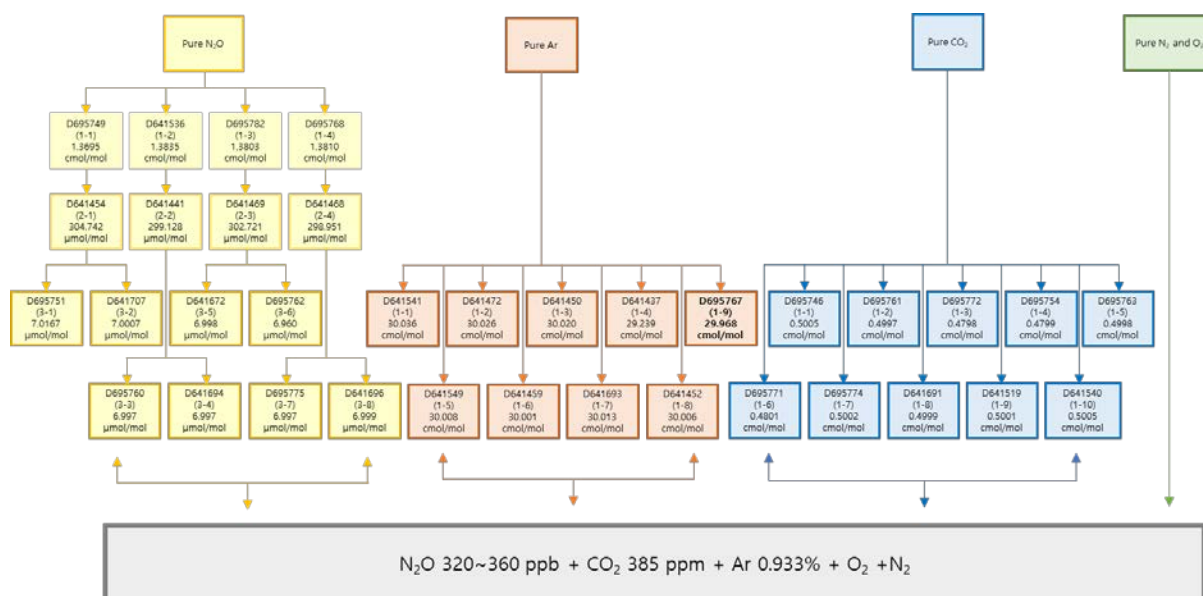 Pure N₂O
Pure Ar
Pure CO₂
Pure N₂ and O₂
D695749
(1-1)
1.3695
cmol/mol
D641536
(1-2)
1.3835
cmol/mol
D695782
(1-3)
1.3803
cmol/mol
D695768
(1-4)
1.3810
cmol/mol
D641454
(2-1)
304.742
μmol/mol
D641441
(2-2)
299.128
μmol/mol
D641469
(2-3)
302.721
μmol/mol
D641468
(2-4)
298.951
μmol/mol
D695751
(3-1)
7.0167
μmol/mol
D641707
(3-2)
7.0007
μmol/mol
D641672
(3-5)
6.998
μmol/mol
D695762
(3-6)
6.960
μmol/mol
D641541
(1-1)
30.036
cmol/mol
D641472
(1-2)
30.026
cmol/mol
D641450
(1-3)
30.020
cmol/mol
D641437
(1-4)
29.239
cmol/mol
D695767
(1-9)
29.968
cmol/mol
D695746
(1-1)
0.5005
cmol/mol
D695761
(1-2)
0.4997
cmol/mol
D695772
(1-3)
0.4798
cmol/mol
D695754
(1-4)
0.4799
cmol/mol
D695763
(1-5)
0.4998
cmol/mol
D695760
(3-3)
6.997
μmol/mol
D641694
(3-4)
6.997
μmol/mol
D695775
(3-7)
6.997
μmol/mol
D641696
(3-8)
6.999
μmol/mol
D641549
(1-5)
30.008
cmol/mol
D641459
(1-6)
30.001
cmol/mol
D641693
(1-7)
30.013
cmol/mol
D641452
(1-8)
30.006
cmol/mol
D695771
(1-6)
0.4801
cmol/mol
D695774
(1-7)
0.5002
cmol/mol
D641691
(1-8)
0.4999
cmol/mol
D641519
(1-9)
0.5001
cmol/mol
D641540
(1-10)
0.5005
cmol/mol
N₂O 320~360 ppb + CO₂ 385 ppm + Ar 0.933% + O₂ +N₂